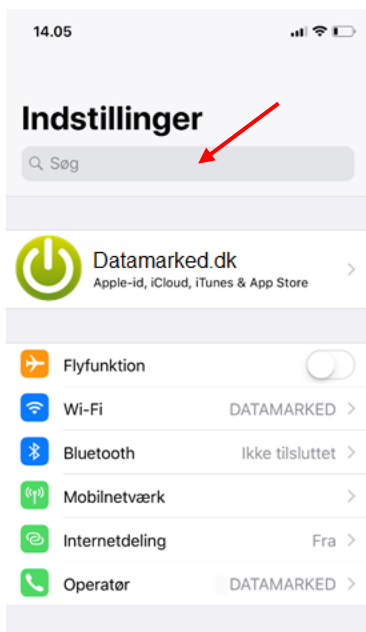 14.05
Indstillinger
Søg
Datamarked.dk
Apple-id, iCloud, iTunes & App Store
Flyfunktion
Wi-Fi DATAMARKED
Bluetooth Ikke tilsluttet
Mobilnetværk
Internetdeling Fra
Operatør DATAMARKED